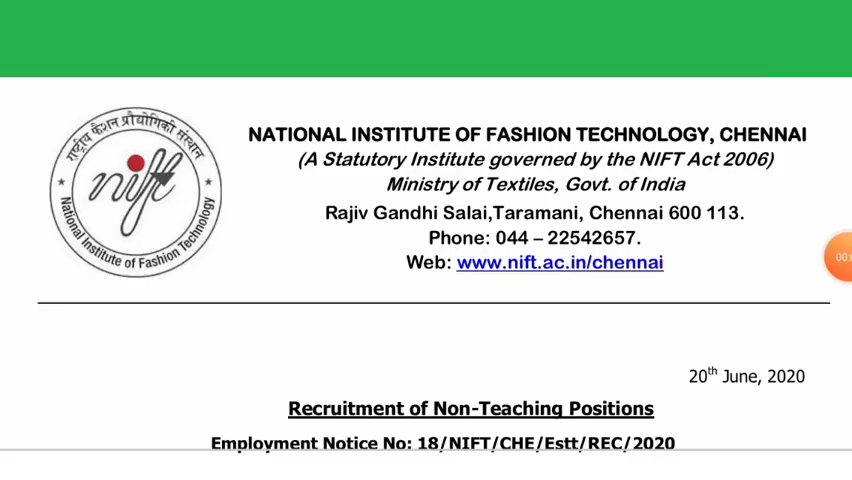 राष्ट्रीय फैशन प्रौद्योगिकी संस्थान
nift
National Institute of Fashion Technology
NATIONAL INSTITUTE OF FASHION TECHNOLOGY, CHENNAI
(A Statutory Institute governed by the NIFT Act 2006)
Ministry of Textiles, Govt. of India
Rajiv Gandhi Salai,Taramani, Chennai 600 113.
Phone: 044 – 22542657.
Web: www.nift.ac.in/chennai
20th June, 2020
Recruitment of Non-Teaching Positions
Employment Notice No: 18/NIFT/CHE/Estt/REC/2020